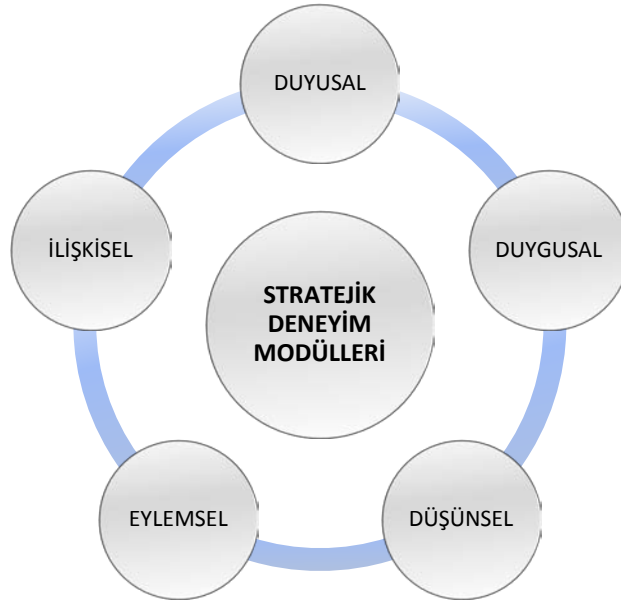 DUYUSAL
DUYGUSAL
DÜŞÜNSEL
EYLEMSEL
İLİŞKİSEL
STRATEJİK
DENEYİM
MODÜLLERİ